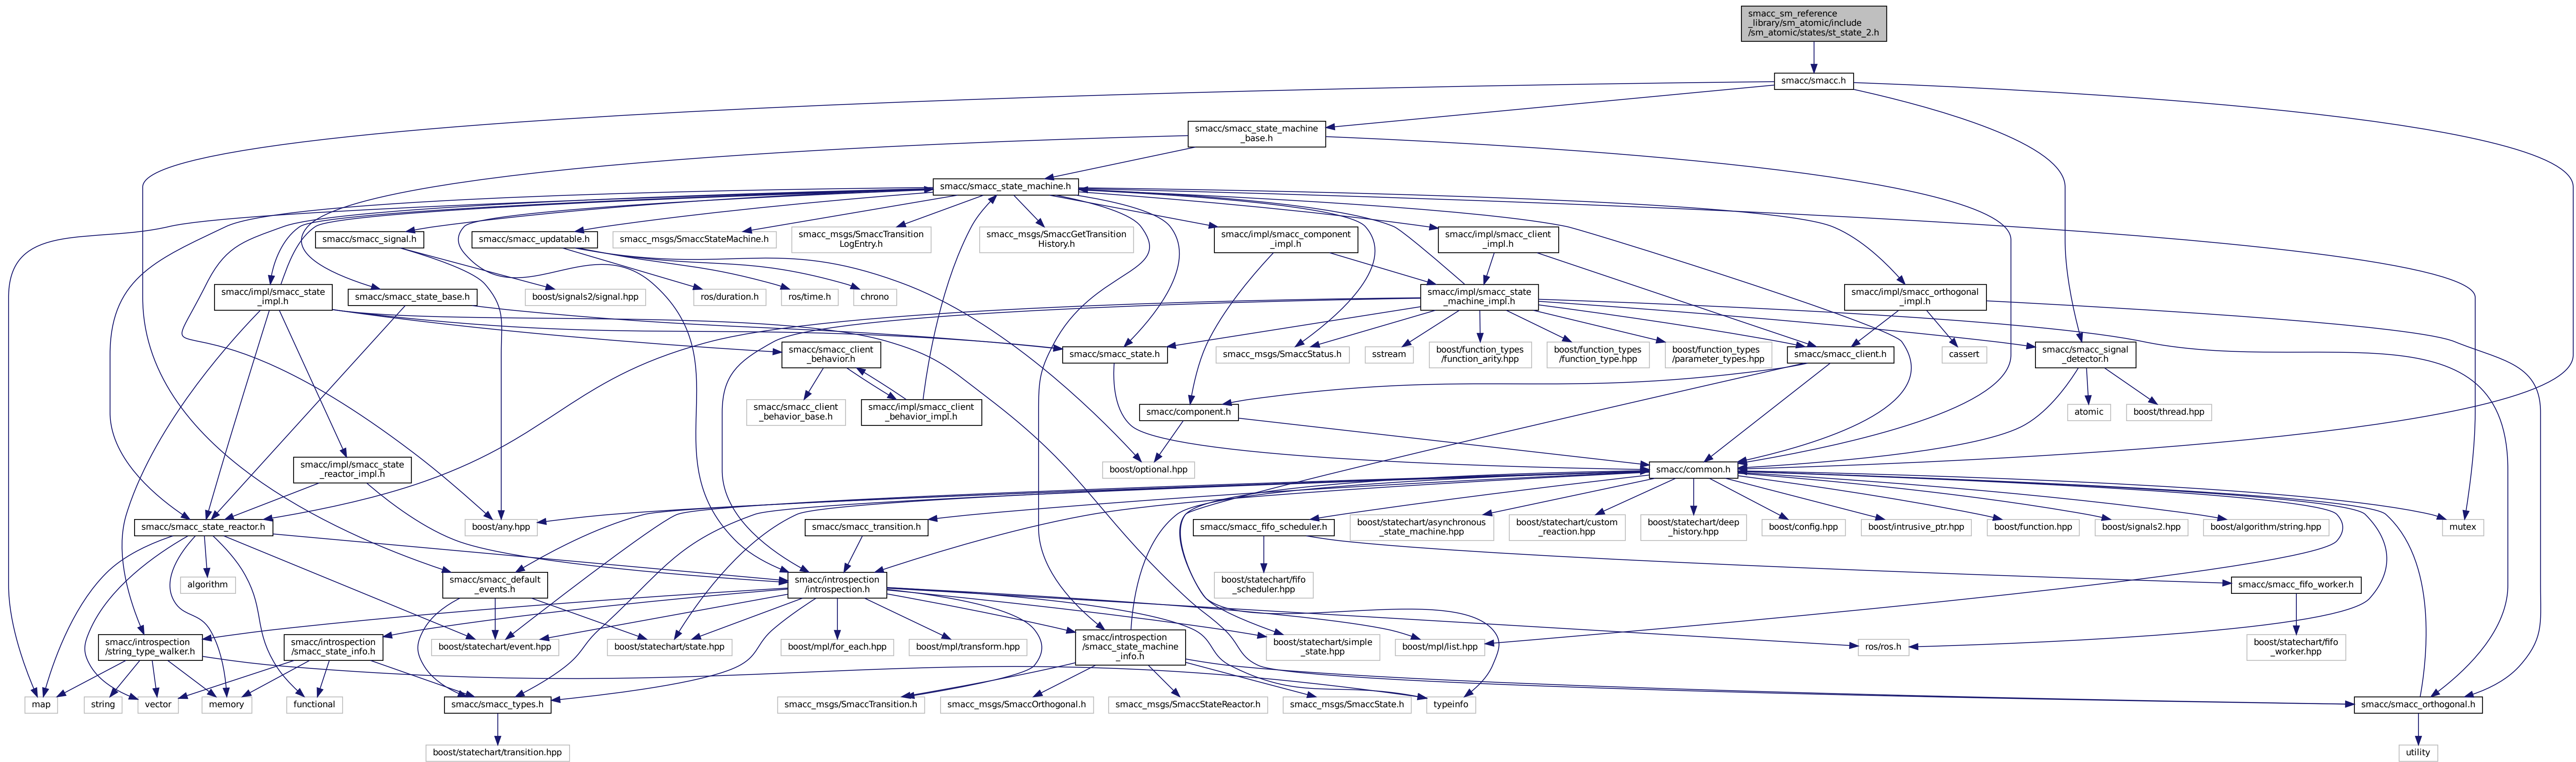 smacc_sm_reference
_library/sm_atomic/include
/sm_atomic/states/st_state_2.h
smacc/smacc.h
smacc/smacc_state_machine
_base.h
smacc/smacc_state_machine.h
smacc/smacc_signal.h
smacc/smacc_updatable.h
smacc_msgs/SmaccStateMachine.h
smacc_msgs/SmaccTransition
LogEntry.h
smacc_msgs/SmaccGetTransition
History.h
smacc/impl/smacc_component
_impl.h
smacc/impl/smacc_client
_impl.h
smacc/impl/smacc_state
_impl.h
smacc/smacc_state_base.h
boost/signals2/signal.hpp
ros/duration.h
ros/time.h
chrono
smacc/impl/smacc_state
_machine_impl.h
smacc/impl/smacc_orthogonal
_impl.h
smacc/smacc_client
_behavior.h
smacc/smacc_state.h
smacc_msgs/SmaccStatus.h
sstream
boost/function_types
/function_arity.hpp
boost/function_types
/function_type.hpp
boost/function_types
/parameter_types.hpp
smacc/smacc_client.h
cassert
smacc/smacc_signal
_detector.h
smacc/smacc_client
_behavior_base.h
smacc/impl/smacc_client
_behavior_impl.h
smacc/component.h
atomic
boost/thread.hpp
smacc/impl/smacc_state
_reactor_impl.h
boost/optional.hpp
smacc/common.h
smacc/smacc_state_reactor.h
boost/any.hpp
smacc/smacc_transition.h
smacc/smacc_fifo_scheduler.h
boost/statechart/asynchronous
_state_machine.hpp
boost/statechart/custom
_reaction.hpp
boost/statechart/deep
_history.hpp
boost/config.hpp
boost/intrusive_ptr.hpp
boost/function.hpp
boost/signals2.hpp
boost/algorithm/string.hpp
mutex
algorithm
smacc/smacc_default
_events.h
smacc/introspection
/introspection.h
boost/statechart/fifo
_scheduler.hpp
smacc/smacc_fifo_worker.h
smacc/introspection
/string_type_walker.h
smacc/introspection
/smacc_state_info.h
boost/statechart/event.hpp
boost/statechart/state.hpp
boost/mpl/for_each.hpp
boost/mpl/transform.hpp
smacc/introspection
/smacc_state_machine
_info.h
boost/statechart/simple
_state.hpp
boost/mpl/list.hpp
ros/ros.h
boost/statechart/fifo
_worker.hpp
map
string
vector
memory
functional
smacc/smacc_types.h
smacc_msgs/SmaccTransition.h
smacc_msgs/SmaccOrthogonal.h
smacc_msgs/SmaccStateReactor.h
smacc_msgs/SmaccState.h
typeinfo
smacc/smacc_orthogonal.h
boost/statechart/transition.hpp
utility